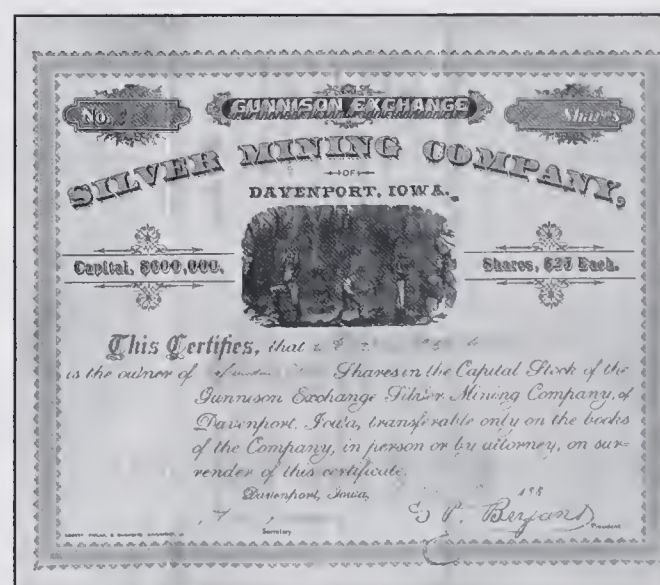 No.
GUNNISON EXCHANGE
Shares
SILVER MINING COMPANY,
OF
DAVENPORT, IOWA.
Capital, $600,000.
Shares, $25 Each.
This Certifies, that
is the owner of Shares in the Capital Stock of the
Gunnison Exchange Silver Mining Company, of
Davenport, Iowa, transferable only on the books
of the Company, in person or by attorney, on sur-
render of this certificate.
Davenport, Iowa, 188
Secretary
President